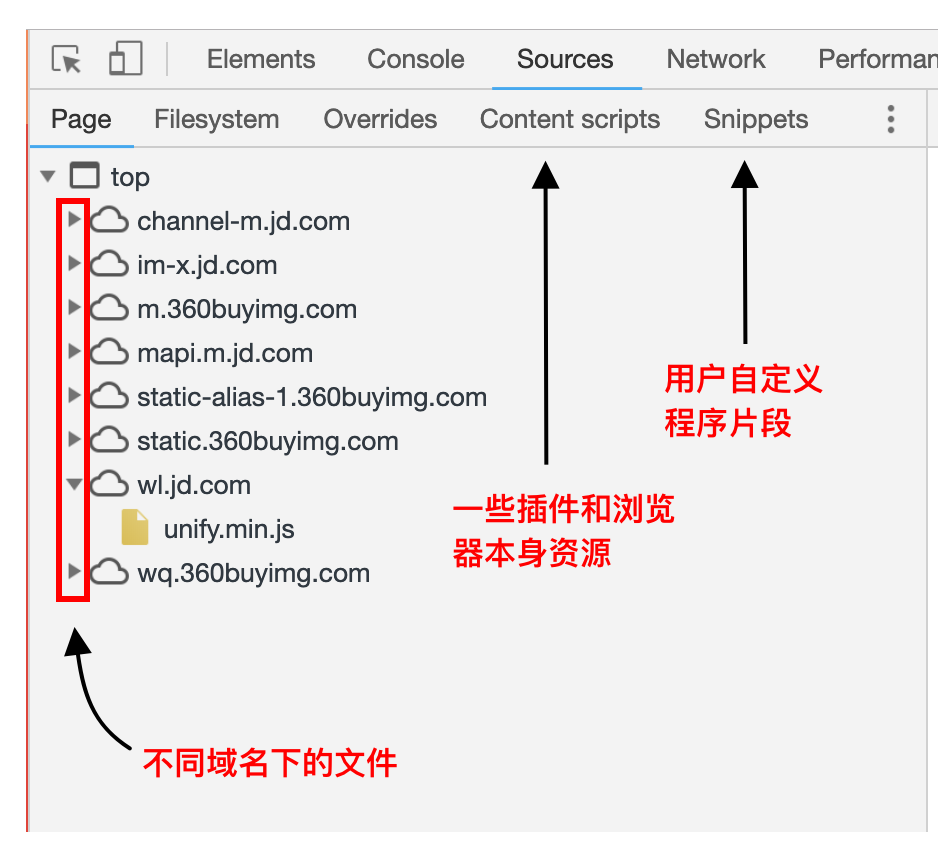 Elements Console Sources Network Performan
Page Filesystem Overrides Content scripts Snippets
top
channel-m.jd.com
im-x.jd.com
m.360buyimg.com
mapi.m.jd.com
static-alias-1.360buyimg.com
static.360buyimg.com
wl.jd.com
unify.min.js
wq.360buyimg.com
用户自定义
程序片段
一些插件和浏览
器本身资源
不同域名下的文件